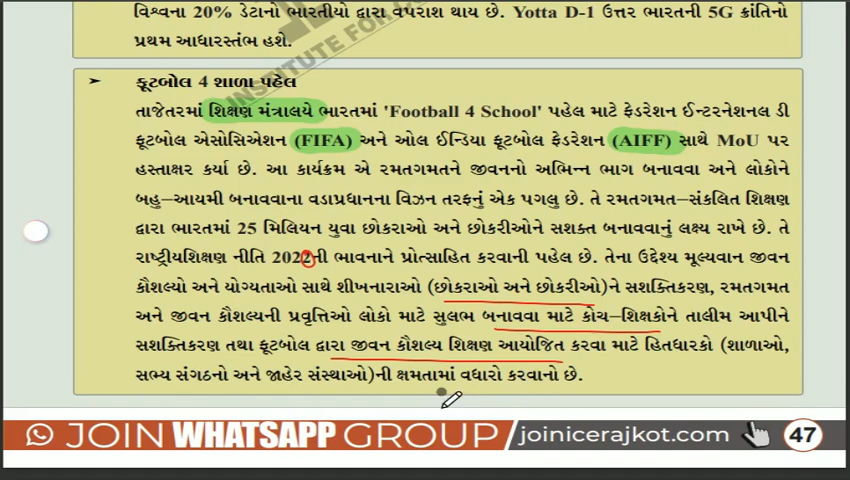 વિશ્વના 20% ડેટાનો ભારતીયો દ્વારા વપરાશ થાય છે. Yotta D-1 ઉત્તર ભારતની 5G ક્રાંતિનો
પ્રથમ આધારસ્તંભ હશે.
INSTITUTE FOR
➤ ફૂટબોલ 4 શાળા પહેલ
તાજેતરમાં શિક્ષણ મંત્રાલયે ભારતમાં 'Football 4 School' પહેલ માટે ફેડરેશન ઈન્ટરનેશનલ ડી
ફૂટબોલ એસોસિએશન (FIFA) અને ઓલ ઈન્ડિયા ફૂટબોલ ફેડરેશન (AIFF) સાથે MoU પર
હસ્તાક્ષર કર્યા છે. આ કાર્યક્રમ એ રમતગમતને જીવનનો અભિન્ન ભાગ બનાવવા અને લોકોને
બહુ–આયમી બનાવવાના વડાપ્રધાનના વિઝન તરફનું એક પગલુ છે. તે રમતગમત–સંકલિત શિક્ષણ
દ્વારા ભારતમાં 25 મિલિયન યુવા છોકરાઓ અને છોકરીઓને સશક્ત બનાવવાનું લક્ષ્ય રાખે છે. તે
રાષ્ટ્રીયશિક્ષણ નીતિ 2022ની ભાવનાને પ્રોત્સાહિત કરવાની પહેલ છે. તેના ઉદ્દેશ્ય મૂલ્યવાન જીવન
કૌશલ્યો અને યોગ્યતાઓ સાથે શીખનારાઓ (છોકરાઓ અને છોકરીઓ)ને સશક્તિકરણ, રમતગમત
અને જીવન કૌશલ્યની પ્રવૃત્તિઓ લોકો માટે સુલભ બનાવવા માટે કોચ–શિક્ષકોને તાલીમ આપીને
સશક્તિકરણ તથા ફૂટબોલ દ્વારા જીવન કૌશલ્ય શિક્ષણ આયોજિત કરવા માટે હિતધારકો (શાળાઓ,
સભ્ય સંગઠનો અને જાહેર સંસ્થાઓ)ની ક્ષમતામાં વધારો કરવાનો છે.
JOIN WHATSAPP GROUP joinicerajkot.com 47